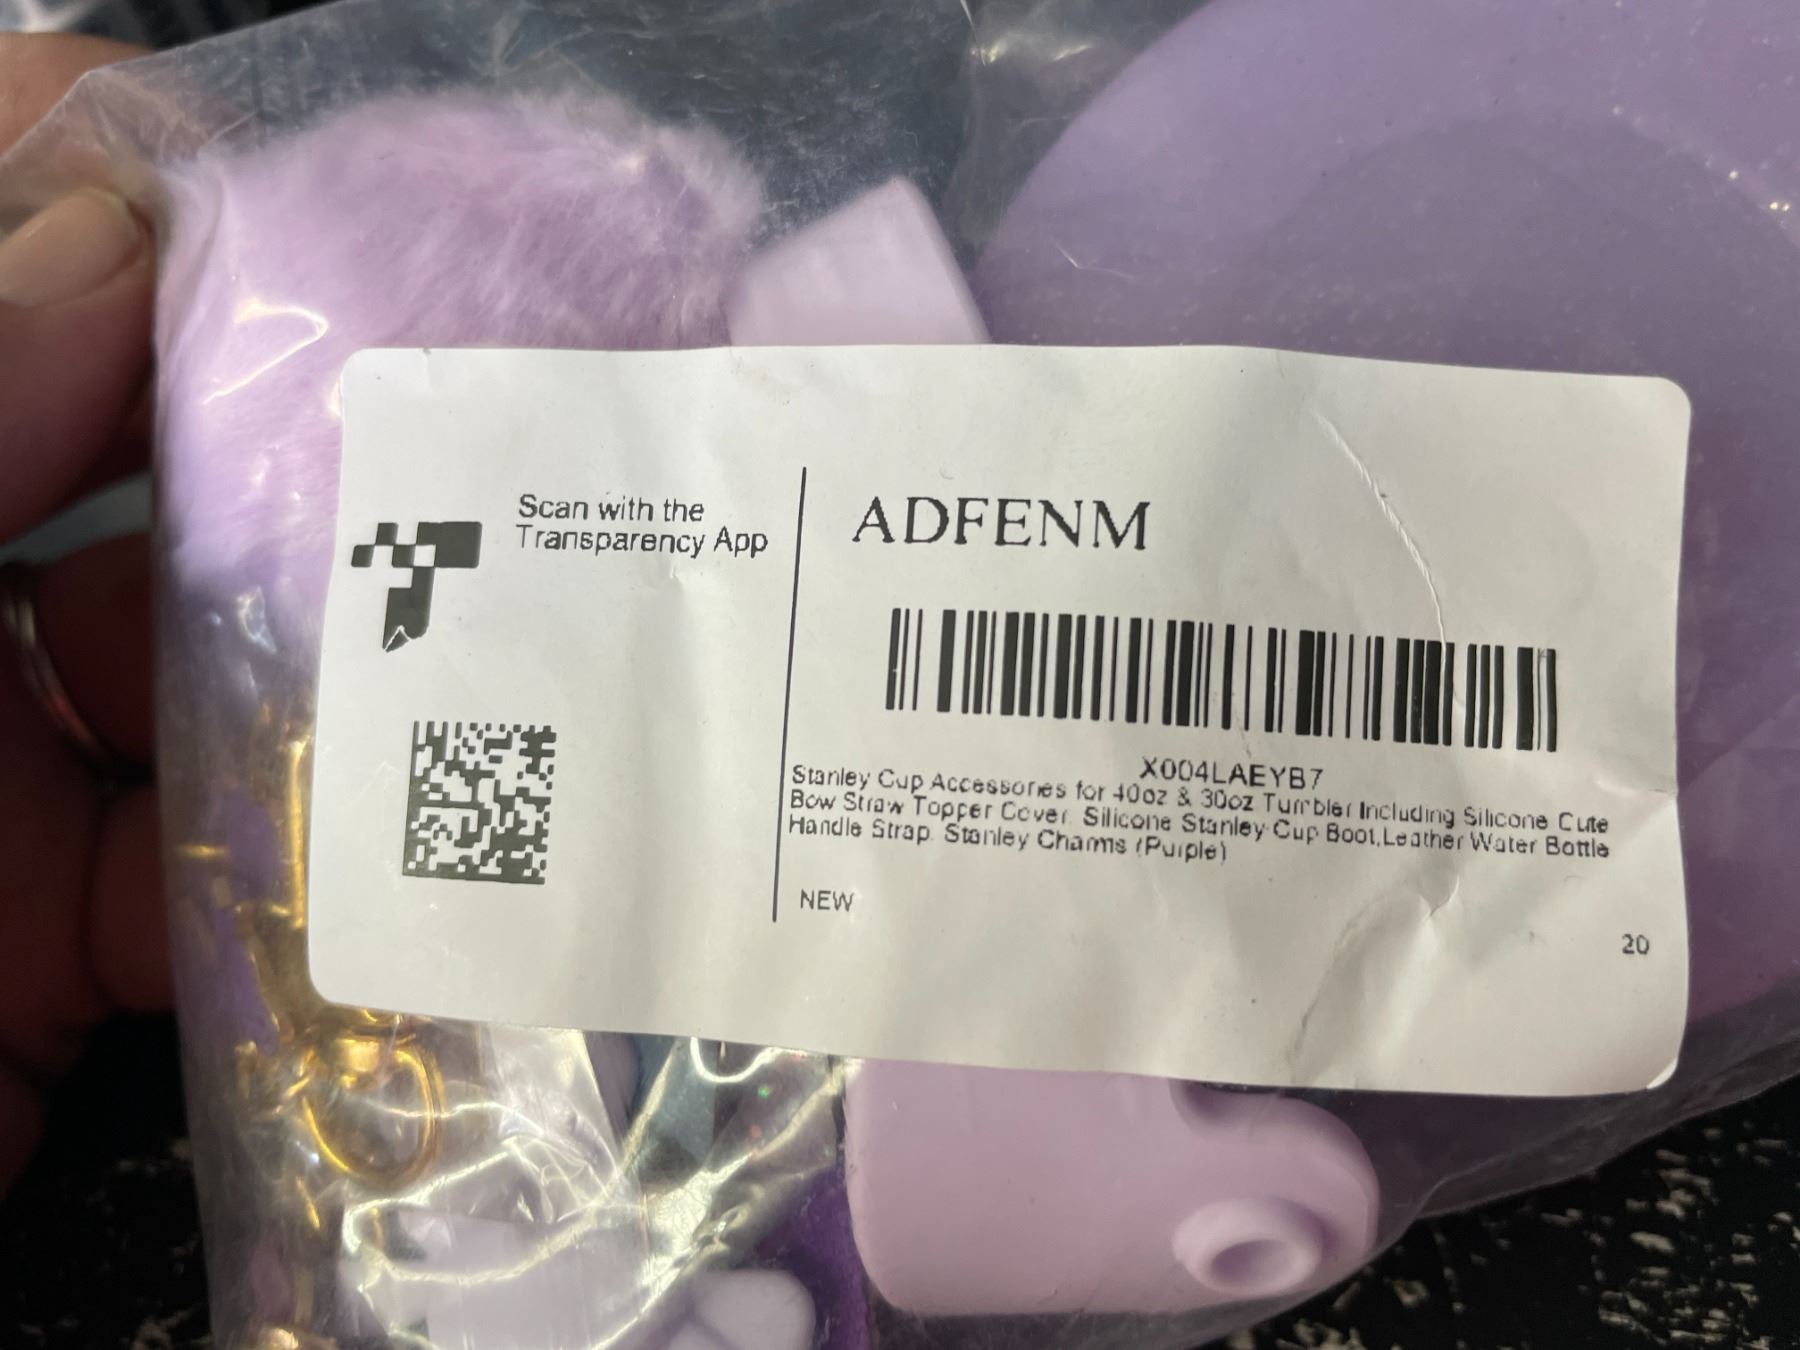 Scan with the
Transparency App
ADFENM
X004LAEYB7
Stanley Cup Accessories for 40oz & 30oz Tumbler Including Silicone Cute
Bow Straw Topper Cover, Silicone Stanley Cup Boot,Leather Water Bottle
Handle Strap, Stanley Charms (Purple)
NEW
20